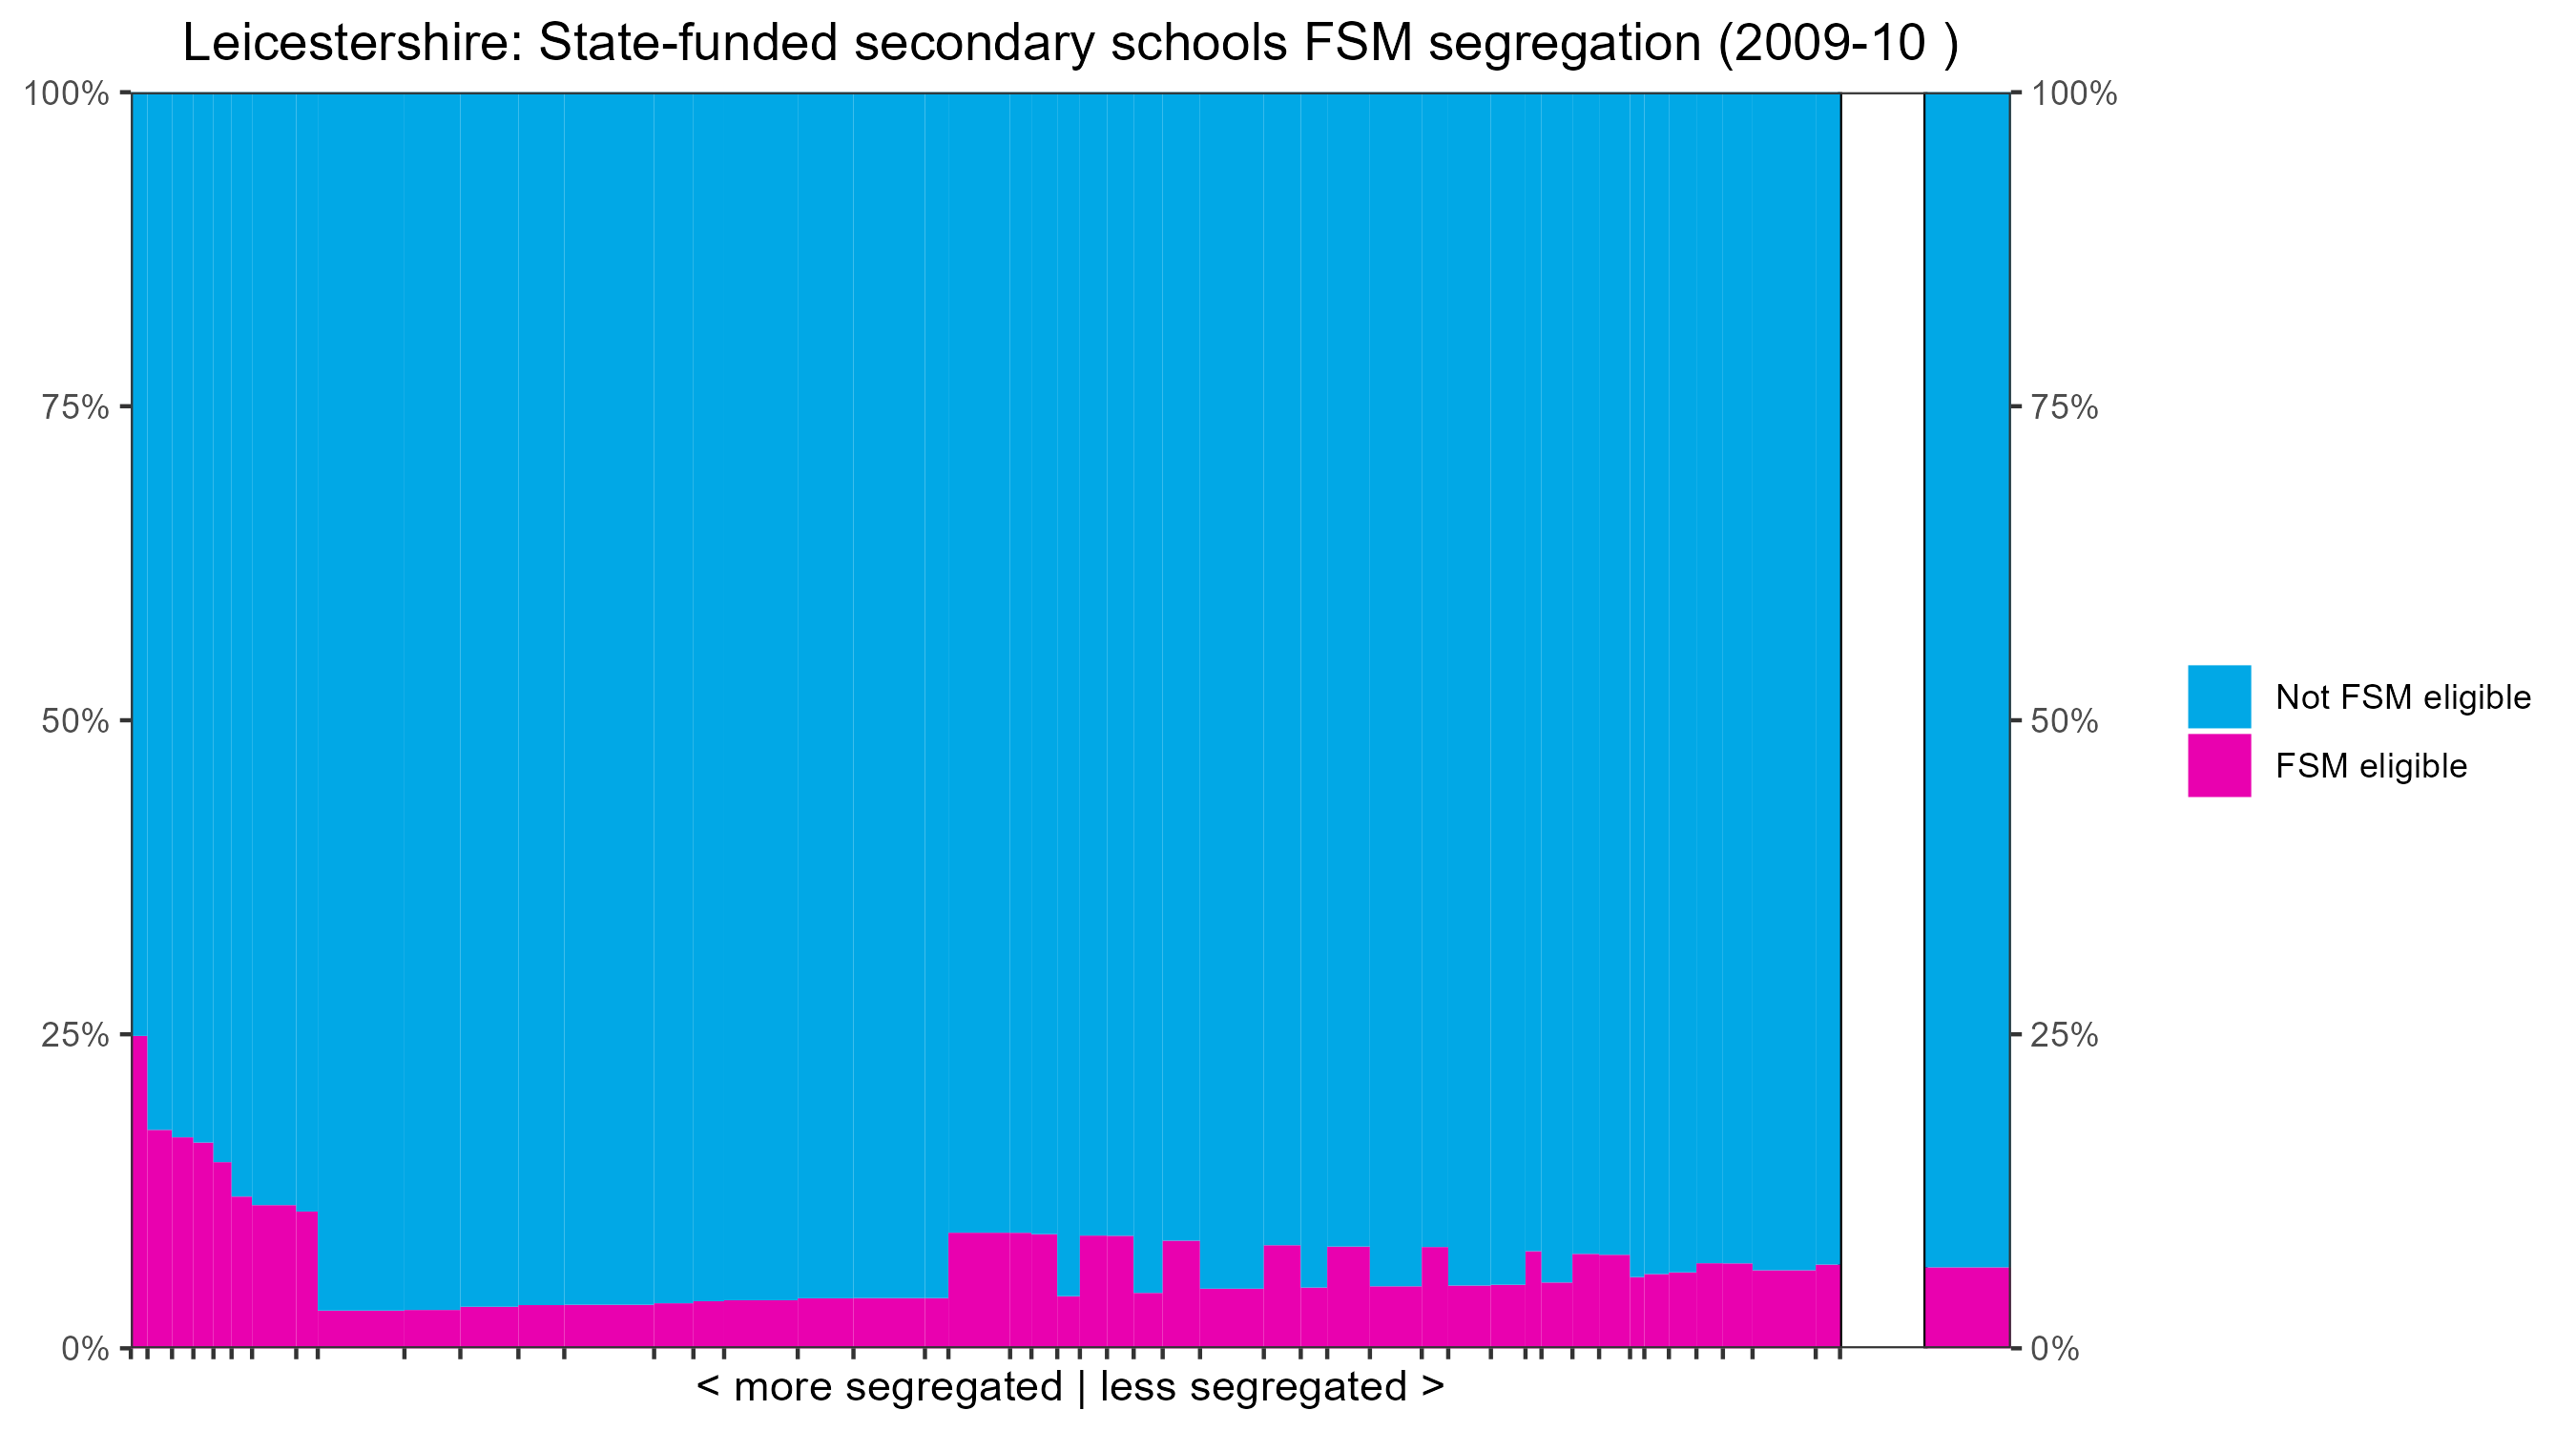 Leicestershire: State-funded secondary schools FSM segregation (2009-10 )
100%
75%
50%
25%
0%
100%
75%
50%
25%
0%
< more segregated | less segregated >
Not FSM eligible
FSM eligible